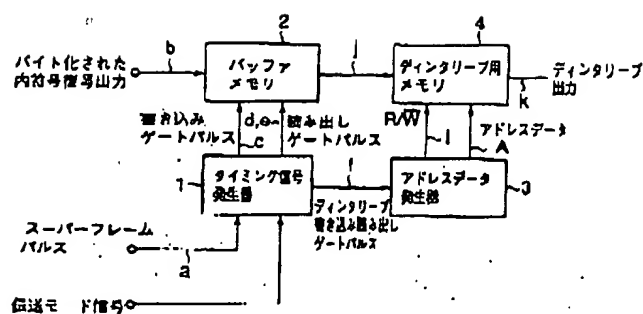 2
4
バイト化された
内符号復号出力
b
バッファ
メモリ
j
ディンタリーブ用
メモリ
ディンタリーブ
出力
k
書き込み
ゲートパルス
c
d,e
読み出し
ゲートパルス
R/W
i
アドレスデータ
A
1
タイミング信号
発生器
f
ディンタリーブ
書き込み読み出し
ゲートパルス
アドレスデータ
発生器
3
スーパーフレーム
パルス
a
伝送モード信号